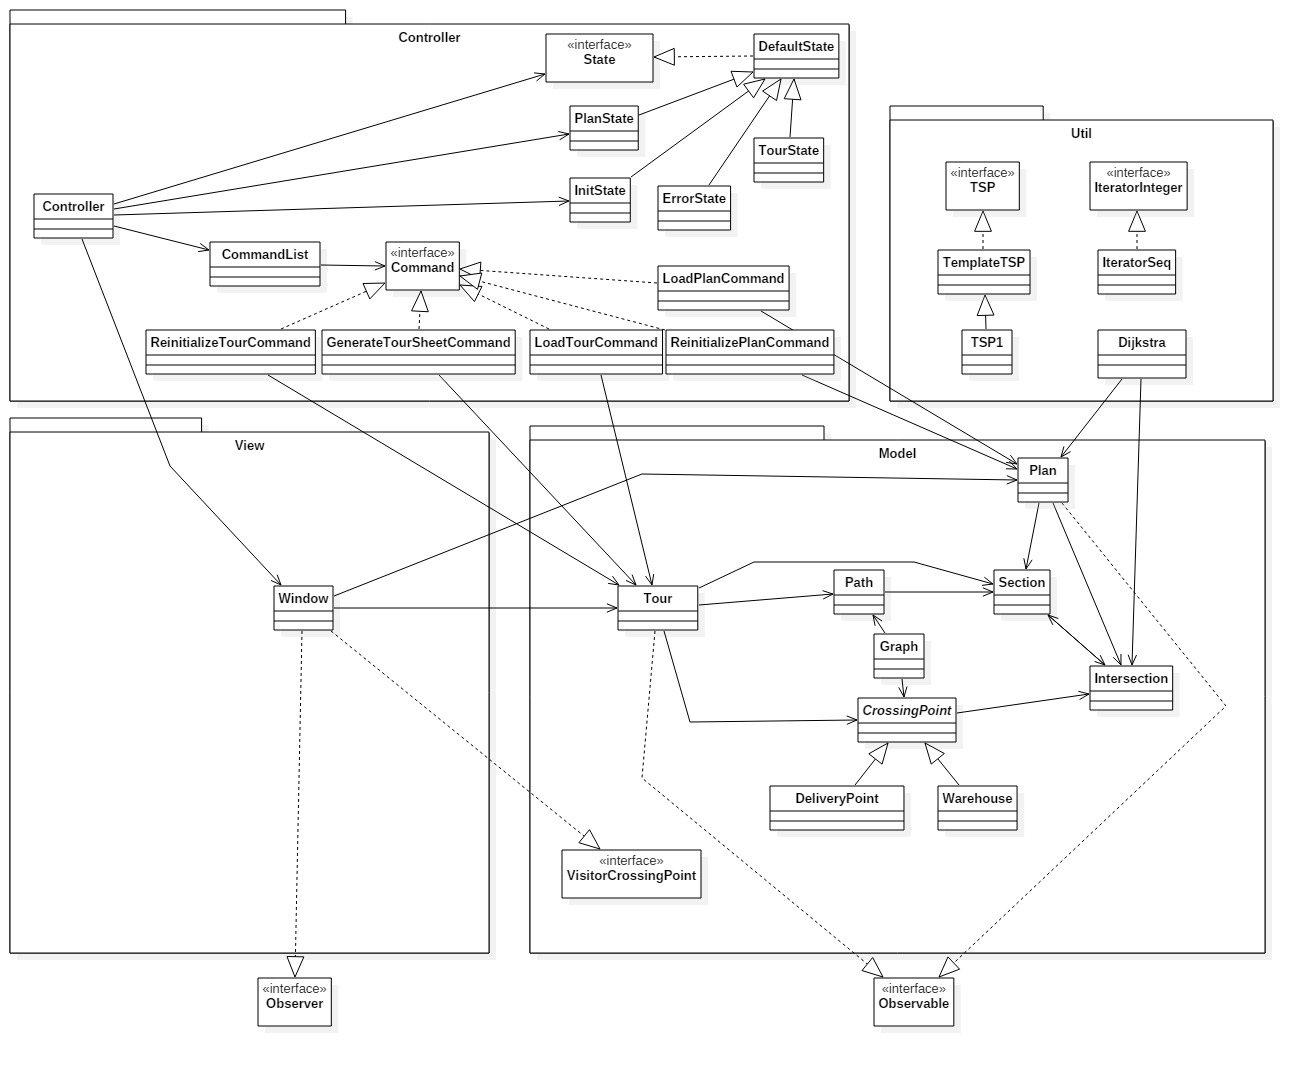 Controller
«interface»
State
DefaultState
PlanState
TourState
InitState
ErrorState
Controller
CommandList
«interface»
Command
LoadPlanCommand
ReinitializeTourCommand
GenerateTourSheetCommand
LoadTourCommand
ReinitializePlanCommand
Util
«interface»
TSP
«interface»
IteratorInteger
TemplateTSP
IteratorSeq
TSP1
Dijkstra
View
Window
Model
Plan
Tour
Path
Section
Graph
Intersection
CrossingPoint
DeliveryPoint
Warehouse
«interface»
VisitorCrossingPoint
«interface»
Observer
«interface»
Observable